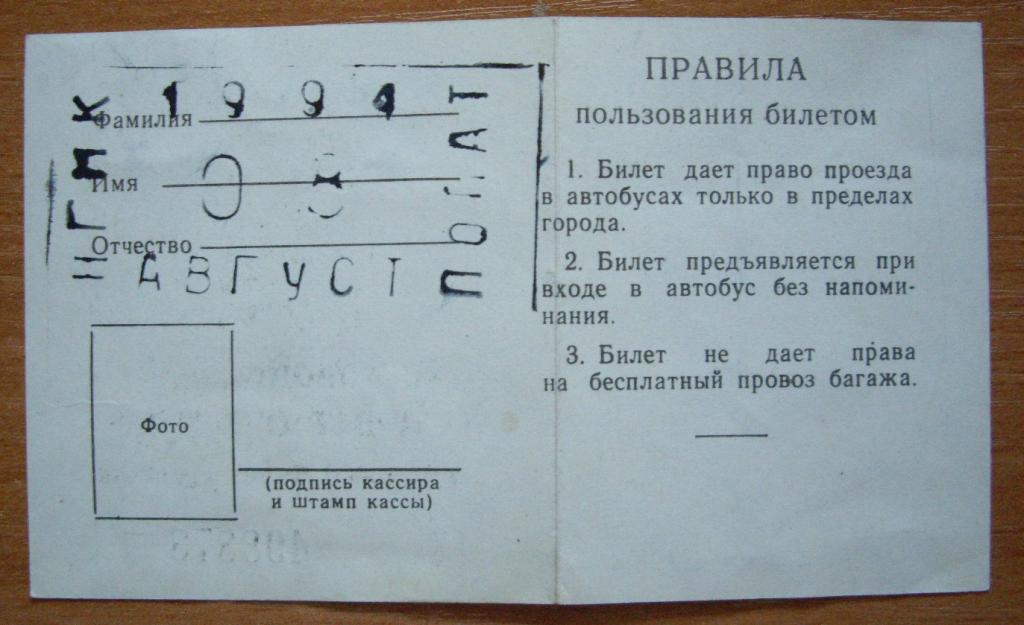 1994
Фамилия
Имя
08
Отчество
АВГУСТ
Фото
(подпись кассира
и штамп кассы)
ПРАВИЛА
пользования билетом
1. Билет дает право проезда
в автобусах только в пределах
города.
2. Билет предъявляется при
входе в автобус без напоми-
нания.
3. Билет не дает права
на бесплатный провоз багажа.